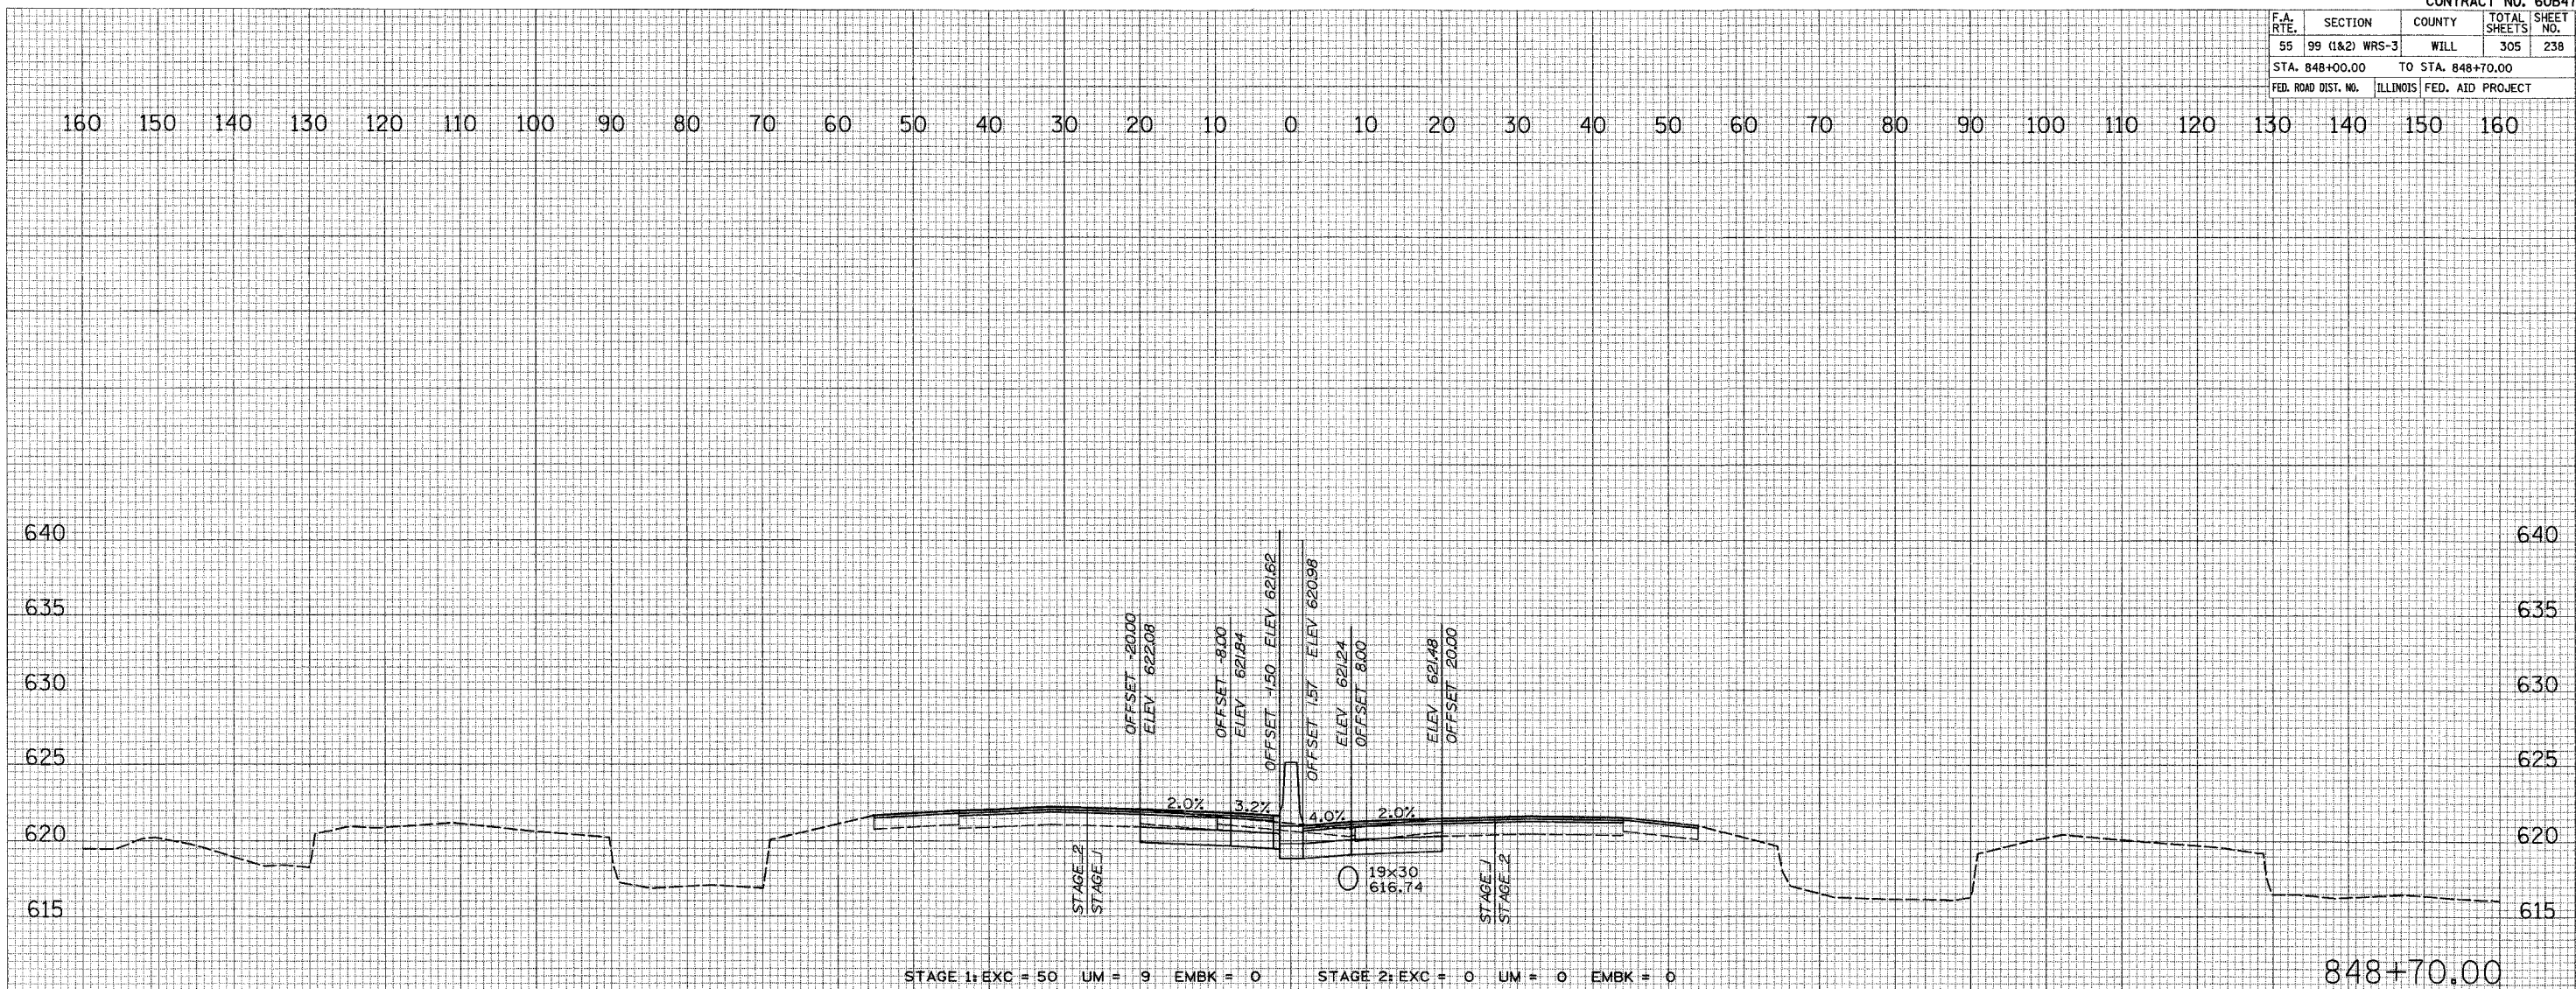 CONTRACT NO. 60B47
F.A. RTE. SECTION COUNTY TOTAL SHEETS SHEET NO.
55 99 (1&2) WRS-3 WILL 305 238
STA. 848+00.00 TO STA. 848+70.00
FED. ROAD DIST. NO. ILLINOIS FED. AID PROJECT
160 150 140 130 120 110 100 90 80 70 60 50 40 30 20 10 0 10 20 30 40 50 60 70 80 90 100 110 120 130 140 150 160
640 640
635 635
630 630
625 625
620 620
615 615
OFFSET -20.00
ELEV 622.08
OFFSET -8.00
ELEV 621.84
OFFSET -1.50 ELEV 621.62
OFFSET 1.57 ELEV 620.98
ELEV 621.24
OFFSET 8.00
ELEV 621.48
OFFSET 20.00
2.0% 3.2% 4.0% 2.0%
19x30
616.74
STAGE 2
STAGE 1
STAGE 1
STAGE 2
STAGE 1: EXC = 50 UM = 9 EMBK = 0 STAGE 2: EXC = 0 UM = 0 EMBK = 0
848+70.00